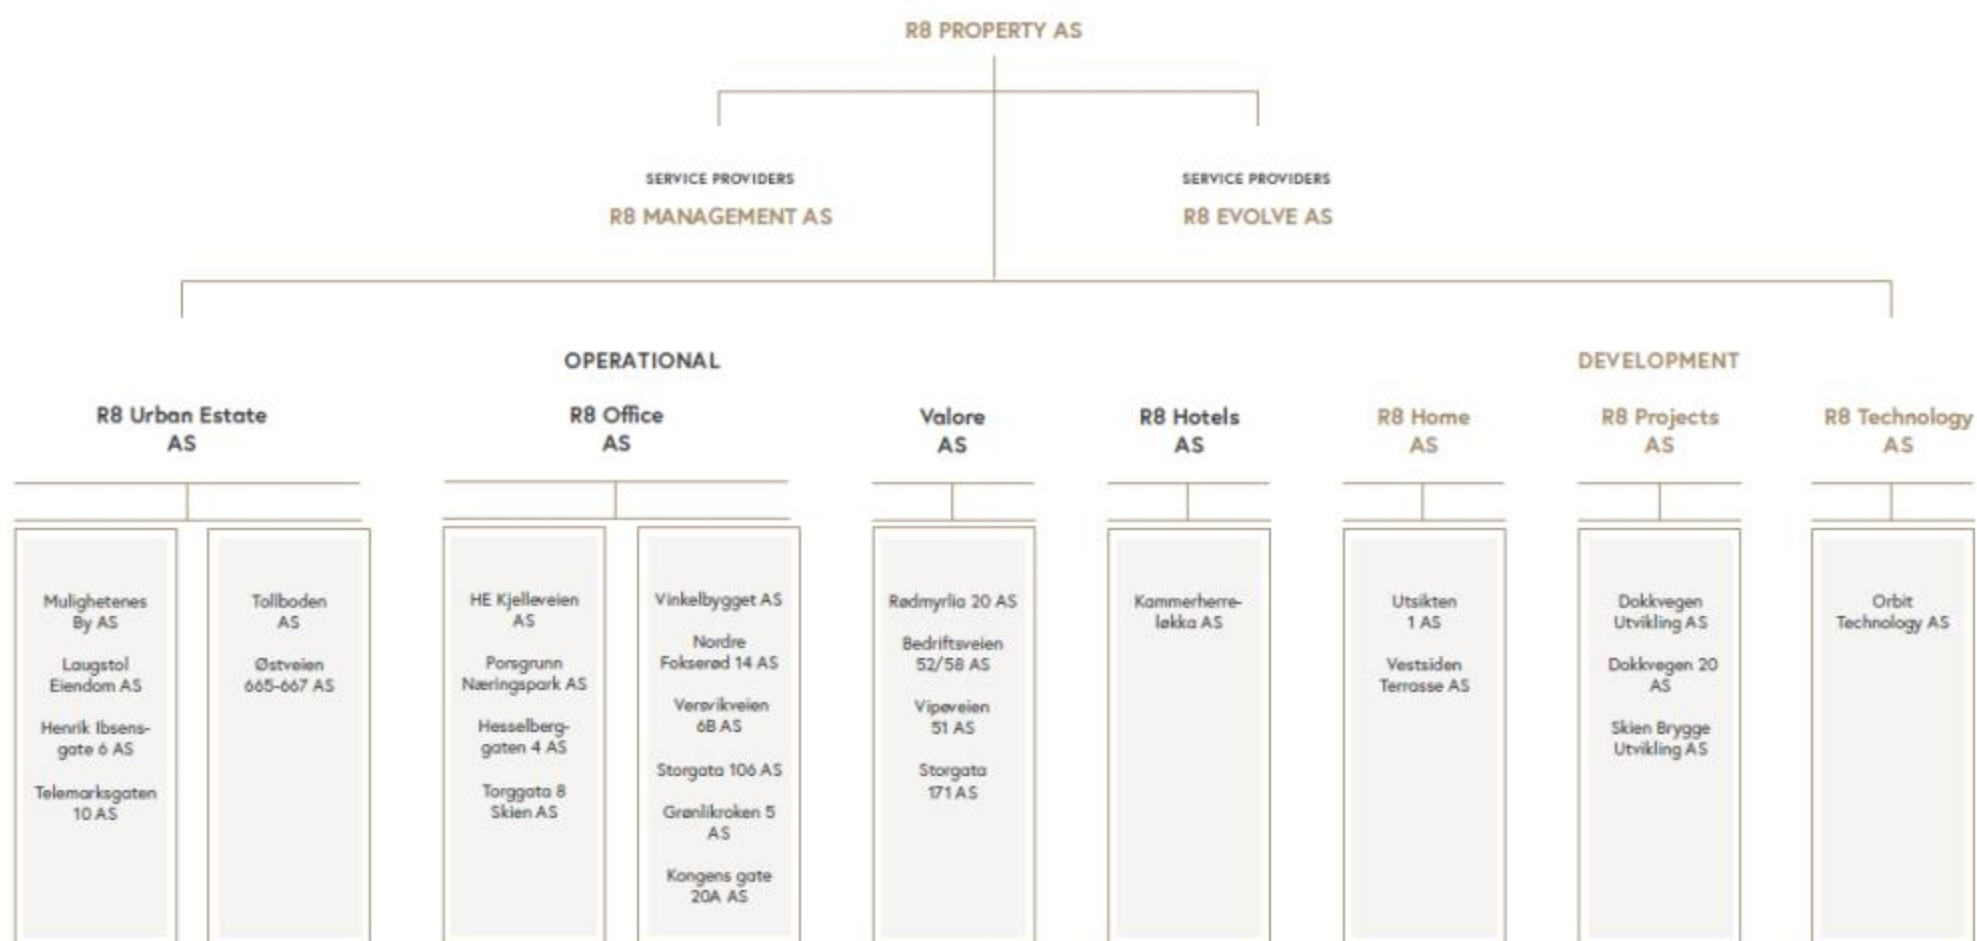 R8 PROPERTY AS
SERVICE PROVIDERS
R8 MANAGEMENT AS
SERVICE PROVIDERS
R8 EVOLVE AS
OPERATIONAL
DEVELOPMENT
R8 Urban Estate
AS
R8 Office
AS
Valore
AS
R8 Hotels
AS
R8 Home
AS
R8 Projects
AS
R8 Technology
AS
Mulighetenes
By AS
Laugstol
Eiendom AS
Henrik Ibsens-
gate 6 AS
Telemarksgaten
10 AS
Tollboden
AS
Østveien
665-667 AS
HE Kjelleveien
AS
Porsgrunn
Næringspark AS
Hesselberg-
gaten 4 AS
Torggata 8
Skien AS
Vinkelbygget AS
Nordre
Fokserød 14 AS
Versvikveien
6B AS
Storgata 106 AS
Grønlikroken 5
AS
Kongens gate
20A AS
Rødmyrlia 20 AS
Bedriftsveien
52/58 AS
Vipeveien
51 AS
Storgata
171 AS
Kammerherre-
løkka AS
Utsikten
1 AS
Vestsiden
Terrasse AS
Dokkvegen
Utvikling AS
Dokkvegen 20
AS
Skien Brygge
Utvikling AS
Orbit
Technology AS